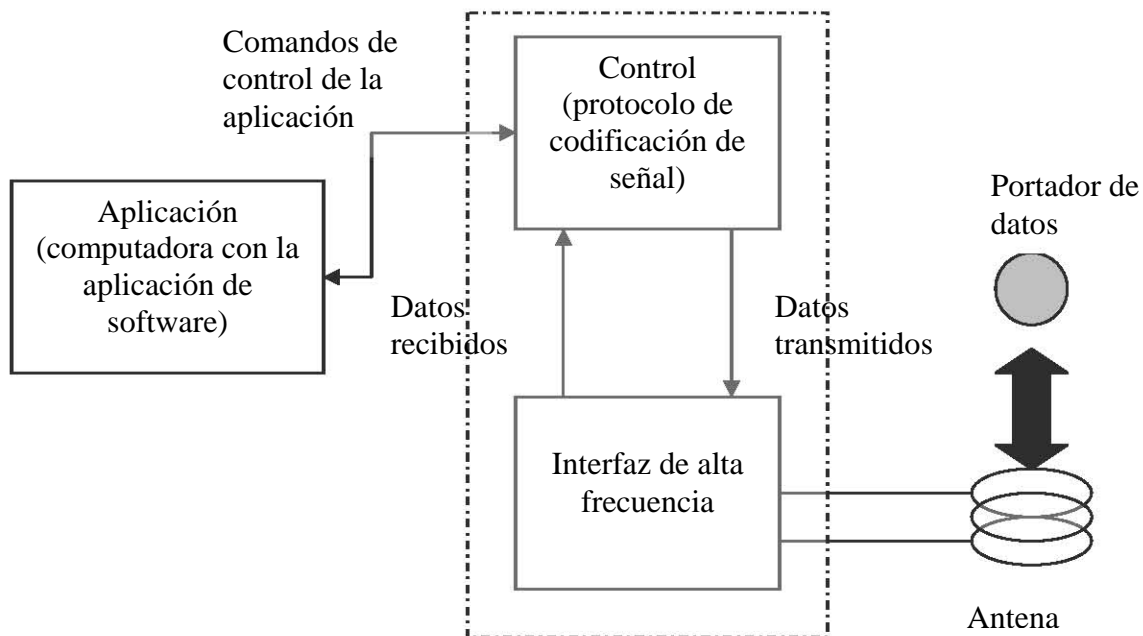 Comandos de
control de la
aplicación
Control
(protocolo de
codificación de
señal)
Aplicación
(computadora con la
aplicación de
software)
Portador de
datos
Datos
recibidos
Datos
transmitidos
Interfaz de alta
frecuencia
Antena